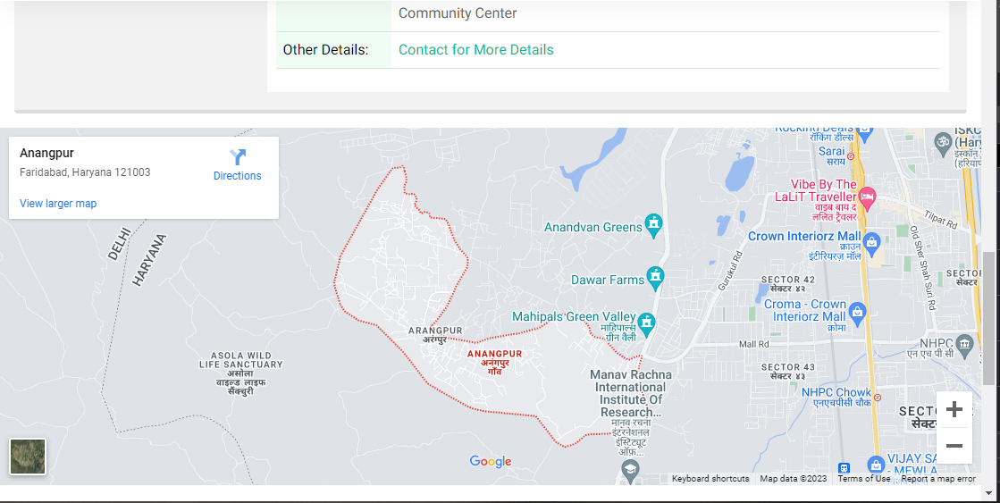 Community Center
Other Details:
Contact for More Details
Anangpur
Faridabad, Haryana 121003
Directions
View larger map
DELHI
HARYANA
ROCKING Deals
रॉकिंग डील्स
Sarai
सराय
ISKC
(Hary
इस्कॉन
(हरियाण
Vibe By The
LaLiT Traveller
वाइब बाय द
ललित ट्रैवलर
Tilpat Rd
Anandvan Greens
Crown Interiorz Mall
क्राउन
इंटीरियरज़ मॉल
Old Sher Shah Suri Rd
Gurukul Rd
Dawar Farms
SECTOR 42
सेक्टर ४२
SECTOR
सेक्टर
Croma - Crown
Interiorz Mall
क्रोमा
Mahipals Green Valley
माहिपाल्स
ग्रीन वैली
ARANGPUR
अरंगपुर
Mall Rd
NHPC
एन एच पी सी
ANANGPUR
अनंगपुर
गाँव
ASOLA WILD
LIFE SANCTUARY
असोला
वाइल्ड लाइफ
सैंक्चुरी
SECTOR 43
सेक्टर ४३
Manav Rachna
International
Institute Of
Research...
मानव रचना
इंटरनेशनल
इंस्टिट्यूट
ऑफ़...
NHPC Chowk
एनएचपीसी चौक
SECT
सेक्ट
+
−
Google
VIJAY SA
- MEWLA
Keyboard shortcuts
Map data ©2023
Terms of Use
Report a map error